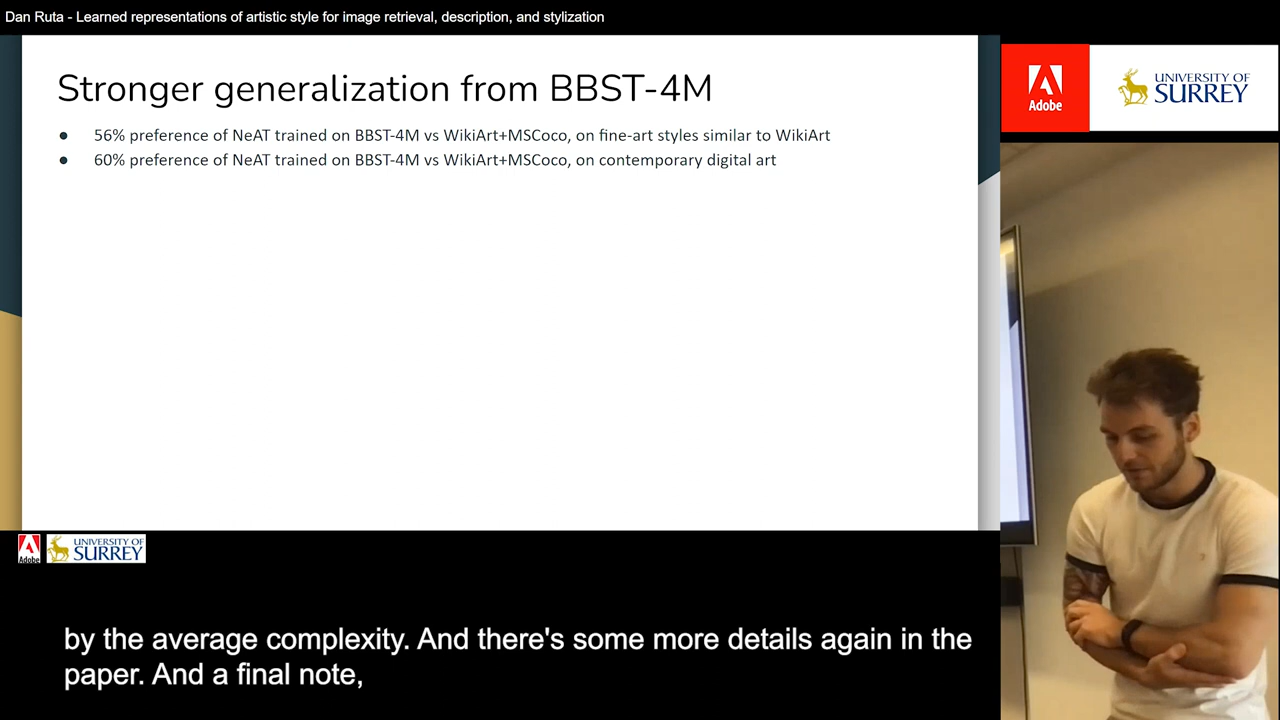 Dan Ruta - Learned representations of artistic style for image retrieval, description, and stylization
Stronger generalization from BBST-4M
● 56% preference of NeAT trained on BBST-4M vs WikiArt+MSCoco, on fine-art styles similar to WikiArt
● 60% preference of NeAT trained on BBST-4M vs WikiArt+MSCoco, on contemporary digital art
Adobe
UNIVERSITY OF
SURREY
Adobe
UNIVERSITY OF
SURREY
by the average complexity. And there's some more details again in the
paper. And a final note,